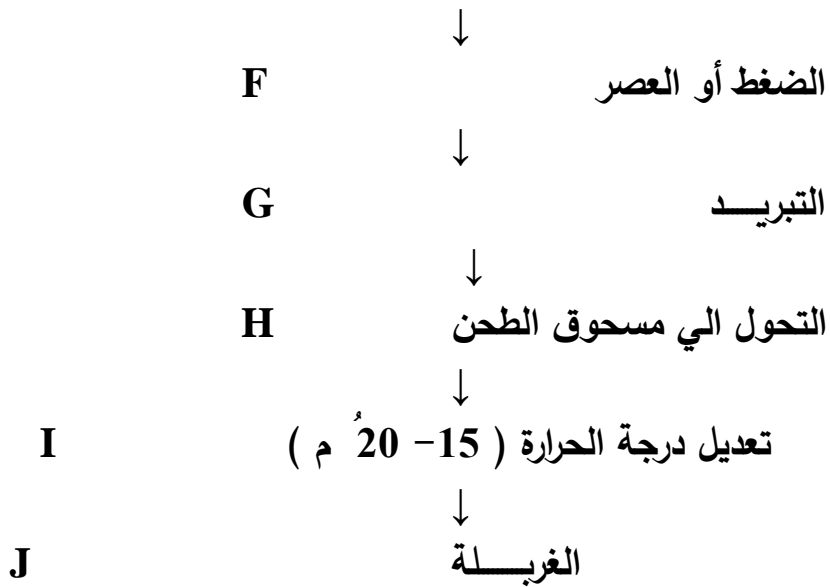 ↓
الضغط أو العصر F
↓
التبريـــد G
↓
التحول الي مسحوق الطحن H
↓
تعديل درجة الحرارة ( 15– 20ُ م ) I
↓
الغربـــلة J